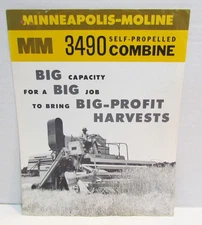 MINNEAPOLIS-MOLINE
MM 3490 SELF-PROPELLED COMBINE
BIG CAPACITY
FOR A BIG JOB
TO BRING BIG-PROFIT
HARVESTS